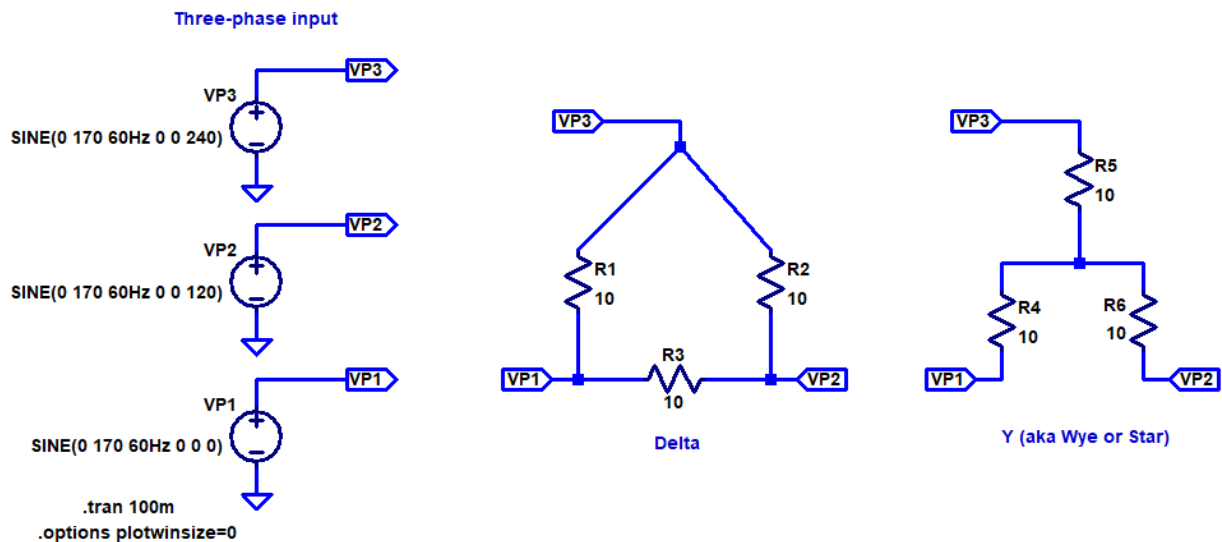 Three-phase input
VP3
VP3
SINE(0 170 60Hz 0 0 240)
VP2
VP2
SINE(0 170 60Hz 0 0 120)
VP1
VP1
SINE(0 170 60Hz 0 0 0)
.tran 100m
.options plotwinsize=0
VP3
R1
10
R2
10
R3
10
VP1
VP2
Delta
VP3
R5
10
R4
10
R6
10
VP1
VP2
Y (aka Wye or Star)